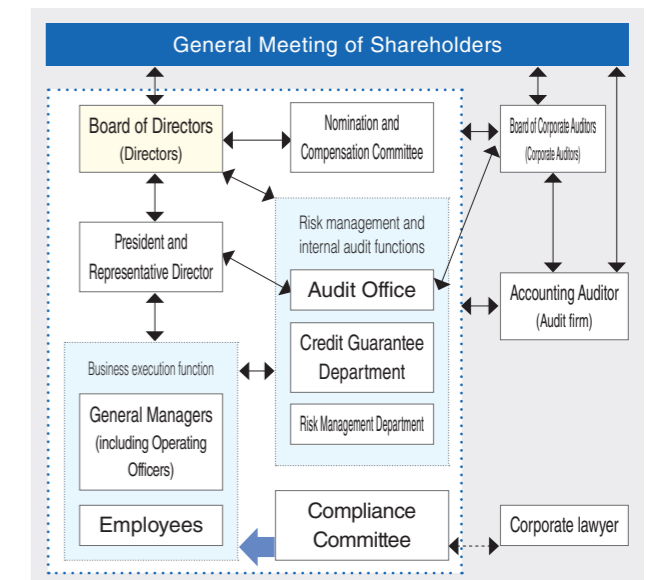 General Meeting of Shareholders
Board of Directors
(Directors)
Nomination and
Compensation Committee
Board of Corporate Auditors
(Corporate Auditors)
President and
Representative Director
Risk management and
internal audit functions
Audit Office
Accounting Auditor
(Audit firm)
Credit Guarantee
Department
Business execution function
General Managers
(including Operating
Officers)
Risk Management Department
Employees
Compliance
Committee
Corporate lawyer